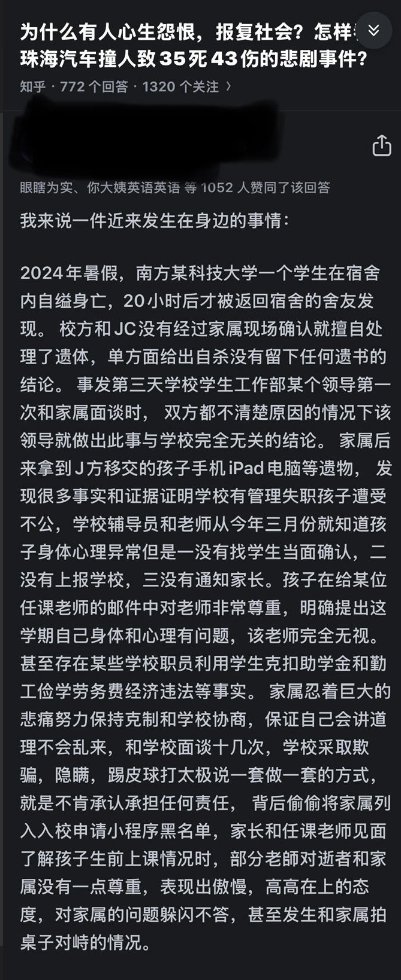 为什么有人心生怨恨，报复社会？怎样
珠海汽车撞人致35死43伤的悲剧事件？
知乎 · 772 个回答 · 1320 个关注 〉
眼瞎为实、你大姨英语英语 等 1052 人赞同了该回答
我来说一件近来发生在身边的事情：
2024年暑假，南方某科技大学一个学生在宿舍
内自缢身亡，20小时后才被返回宿舍的舍友发
现。 校方和JC没有经过家属现场确认就擅自处
理了遗体，单方面给出自杀没有留下任何遗书的
结论。 事发第三天学校学生工作部某个领导第一
次和家属面谈时， 双方都不清楚原因的情况下该
领导就做出此事与学校完全无关的结论。 家属后
来拿到J方移交的孩子手机iPad电脑等遗物， 发
现很多事实和证据证明学校有管理失职孩子遭受
不公，学校辅导员和老师从今年三月份就知道孩
子身体心理异常但是一没有找学生当面确认，二
没有上报学校，三没有通知家长。孩子在给某位
任课老师的邮件中对老师非常尊重，明确提出这
学期自己身体和心理有问题，该老师完全无视。
甚至存在某些学校职员利用学生克扣助学金和勤
工俭学劳务费经济违法等事实。 家属忍着巨大的
悲痛努力保持克制和学校协商，保证自己会讲道
理不会乱来，和学校面谈十几次，学校采取欺
骗，隐瞒，踢皮球打太极说一套做一套的方式，
就是不肯承认承担任何责任， 背后偷偷将家属列
入入校申请小程序黑名单，家长和任课老师见面
了解孩子生前上课情况时，部分老師对逝者和家
属没有一点尊重，表现出傲慢，高高在上的态
度，对家属的问题躲闪不答，甚至发生和家属拍
桌子对峙的情况。